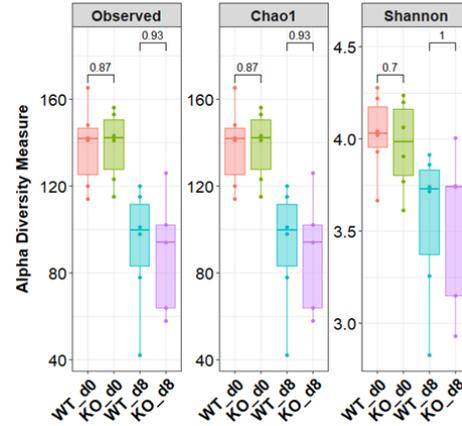 Observed
Chao1
Shannon
0.93
0.93
1
0.87
0.87
0.7
Alpha Diversity Measure
160
120
80
40
160
120
80
40
4.5
4.0
3.5
3.0
WT_d0
KO_d0
WT_d8
KO_d8
WT_d0
KO_d0
WT_d8
KO_d8
WT_d0
KO_d0
WT_d8
KO_d8